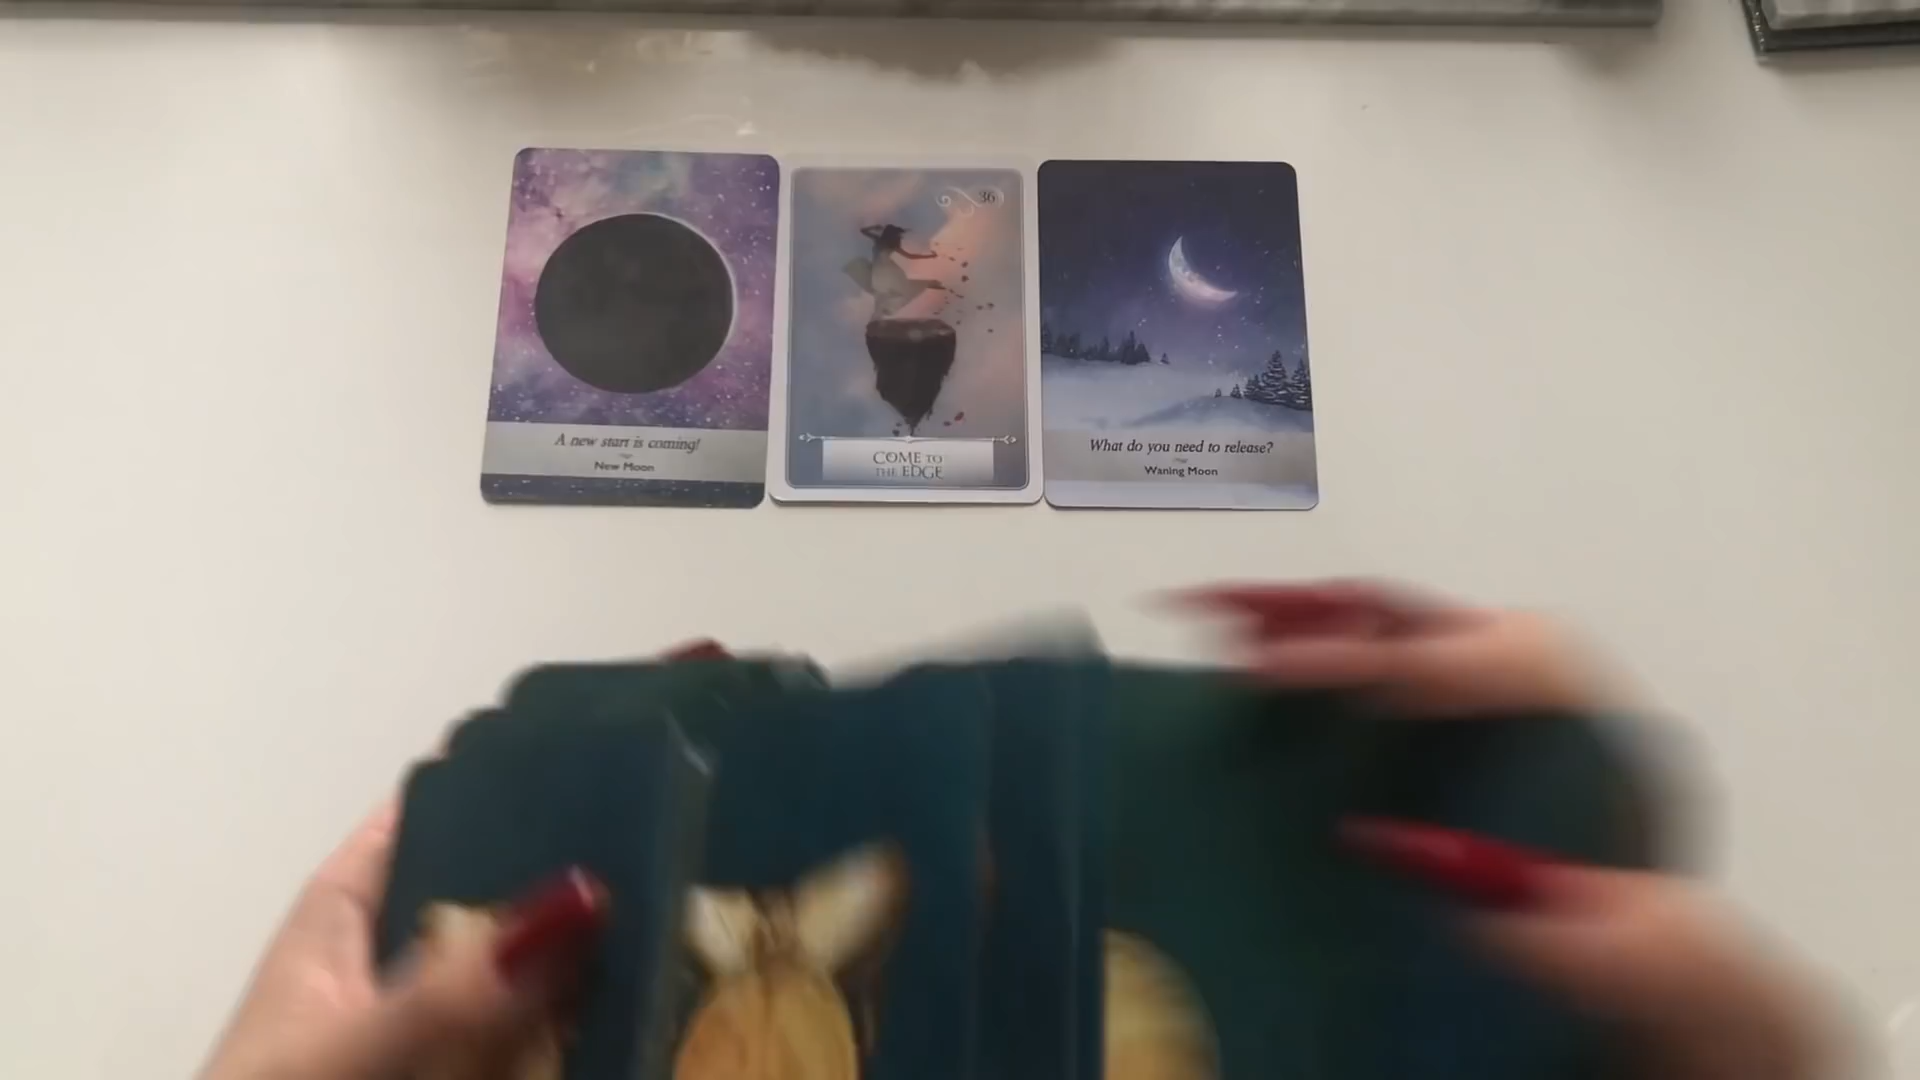 A new start is coming!
New Moon
36
COME TO
THE EDGE
What do you need to release?
Waning Moon